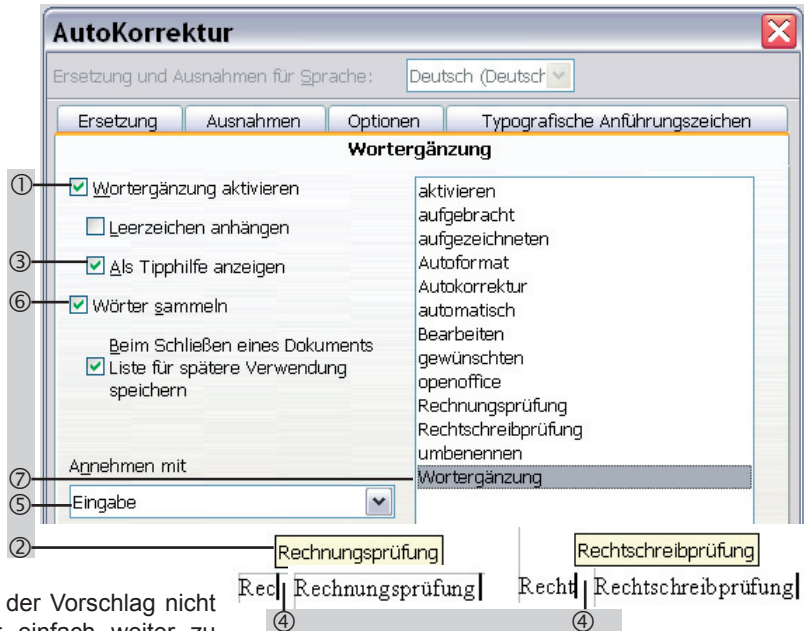 AutoKorrektur
Ersetzung und Ausnahmen für Sprache: Deutsch (Deutsch
Ersetzung Ausnahmen Optionen Typografische Anführungszeichen
Wortergänzung
① Wortergänzung aktivieren
Leerzeichen anhängen
③ Als Tipphilfe anzeigen
⑥ Wörter sammeln
Beim Schließen eines Dokuments
Liste für spätere Verwendung
speichern
Annehmen mit
⑦
⑤ Eingabe
aktivieren
aufgebracht
aufgezeichneten
Autoformat
Autokorrektur
automatisch
Bearbeiten
gewünschten
openoffice
Rechnungsprüfung
Rechtschreibprüfung
umbenennen
Wortergänzung
② Rechnungsprüfung Rechtschreibprüfung
Rec Rechnungsprüfung Recht Rechtschreibprüfung
④ ④
der Vorschlag nicht
einfach weiter zu